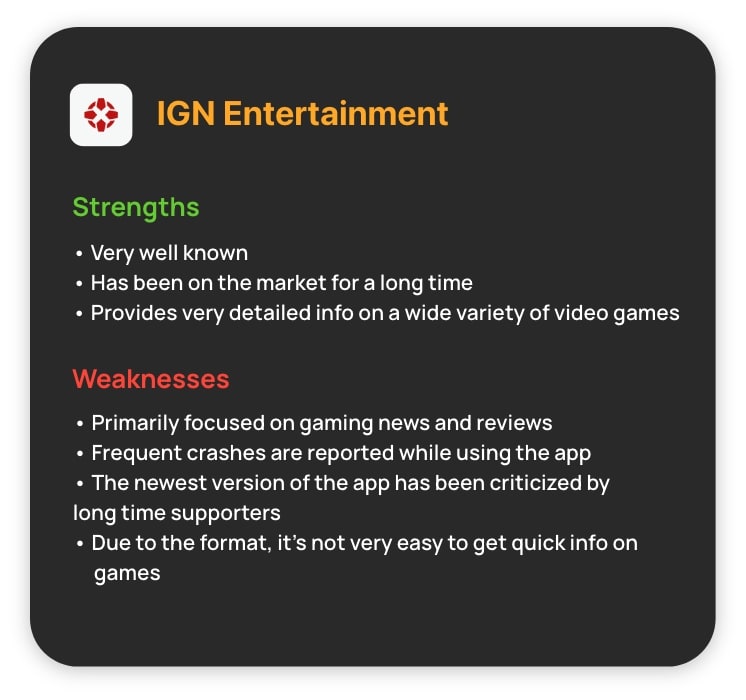 IGN Entertainment
Strengths
• Very well known
• Has been on the market for a long time
• Provides very detailed info on a wide variety of video games
Weaknesses
• Primarily focused on gaming news and reviews
• Frequent crashes are reported while using the app
• The newest version of the app has been criticized by
long time supporters
• Due to the format, it’s not very easy to get quick info on
games